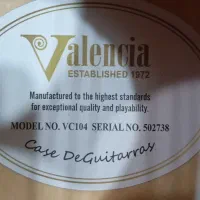 Valencia
ESTABLISHED 1972
Manufactured to the highest standards
for exceptional quality and playability.
MODEL NO. VC104 SERIAL NO. 502738
Case DeGuitarras